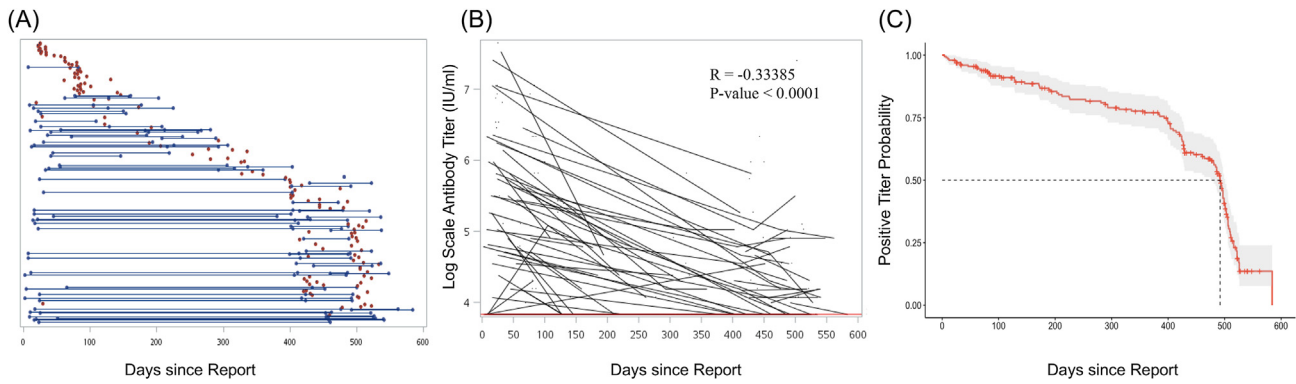 (A)
0 100 200 300 400 500 600
Days since Report
(B)
Log Scale Antibody Titer (IU/ml)
7
6
5
4
R = -0.33385
P-value < 0.0001
0 50 100 150 200 250 300 350 400 450 500 550 600
Days since Report
(C)
Positive Titer Probability
1.00
0.75
0.50
0.25
0.00
0 100 200 300 400 500 600
Days since Report